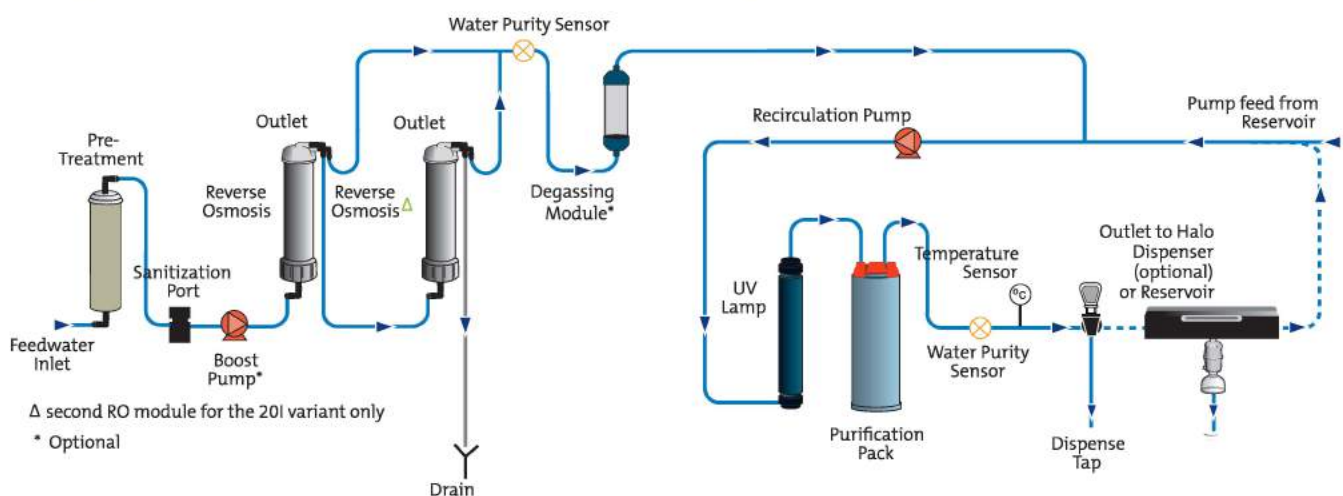 Water Purity Sensor
Pre-
Treatment
Outlet
Outlet
Recirculation Pump
Pump feed from
Reservoir
Reverse
Osmosis
Reverse
Osmosis Δ
Degassing
Module*
Sanitization
Port
Temperature
Sensor
Outlet to Halo
Dispenser
(optional)
or Reservoir
UV
Lamp
°C
Feedwater
Inlet
Boost
Pump*
Water Purity
Sensor
Δ second RO module for the 20I variant only
* Optional
Purification
Pack
Dispense
Tap
Drain